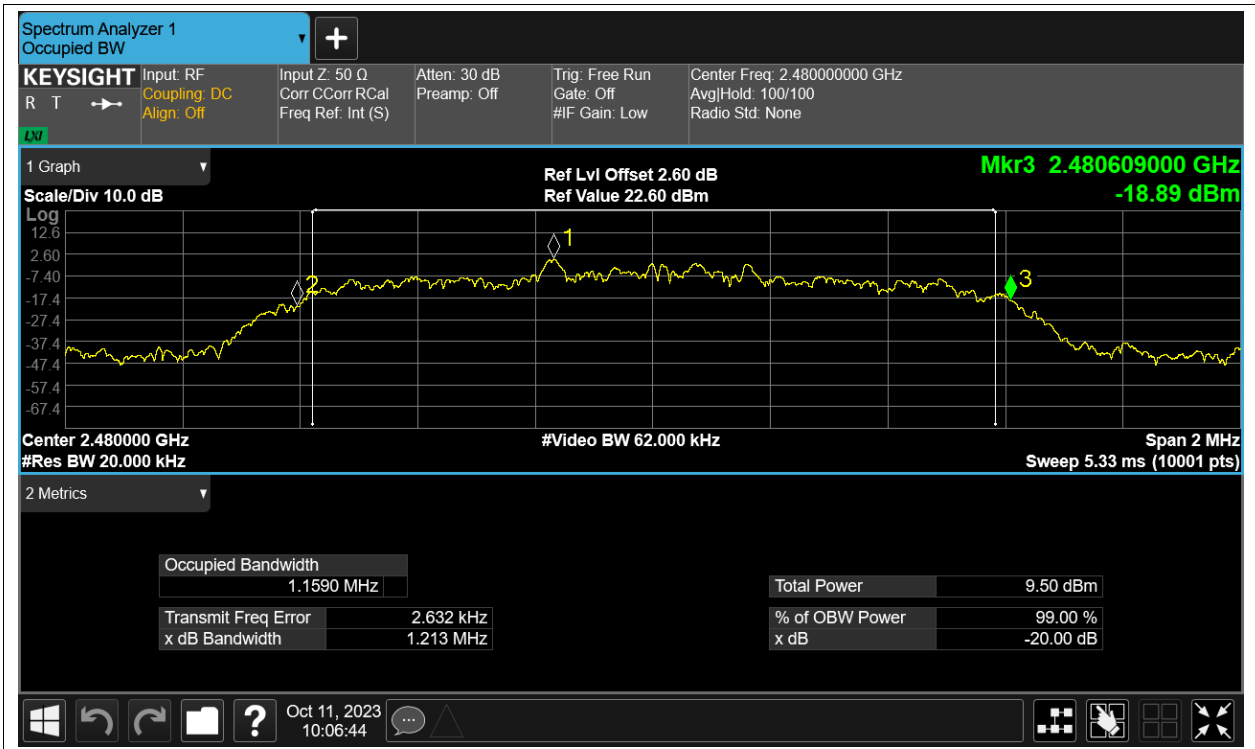 Spectrum Analyzer 1
Occupied BW
KEYSIGHT
R T
LXI
Input: RF
Coupling: DC
Align: Off
Input Z: 50 Ω
Corr CCorr RCal
Freq Ref: Int (S)
Atten: 30 dB
Preamp: Off
Trig: Free Run
Gate: Off
#IF Gain: Low
Center Freq: 2.480000000 GHz
Avg|Hold: 100/100
Radio Std: None
1 Graph
Scale/Div 10.0 dB
Ref Lvl Offset 2.60 dB
Ref Value 22.60 dBm
Mkr3 2.480609000 GHz
-18.89 dBm
Log
12.6
2.60
-7.40
-17.4
-27.4
-37.4
-47.4
-57.4
-67.4
1
2
3
Center 2.480000 GHz
#Res BW 20.000 kHz
#Video BW 62.000 kHz
Span 2 MHz
Sweep 5.33 ms (10001 pts)
2 Metrics
Occupied Bandwidth
1.1590 MHz
Transmit Freq Error 2.632 kHz
x dB Bandwidth 1.213 MHz
Total Power 9.50 dBm
% of OBW Power 99.00 %
x dB -20.00 dB
?
Oct 11, 2023
10:06:44